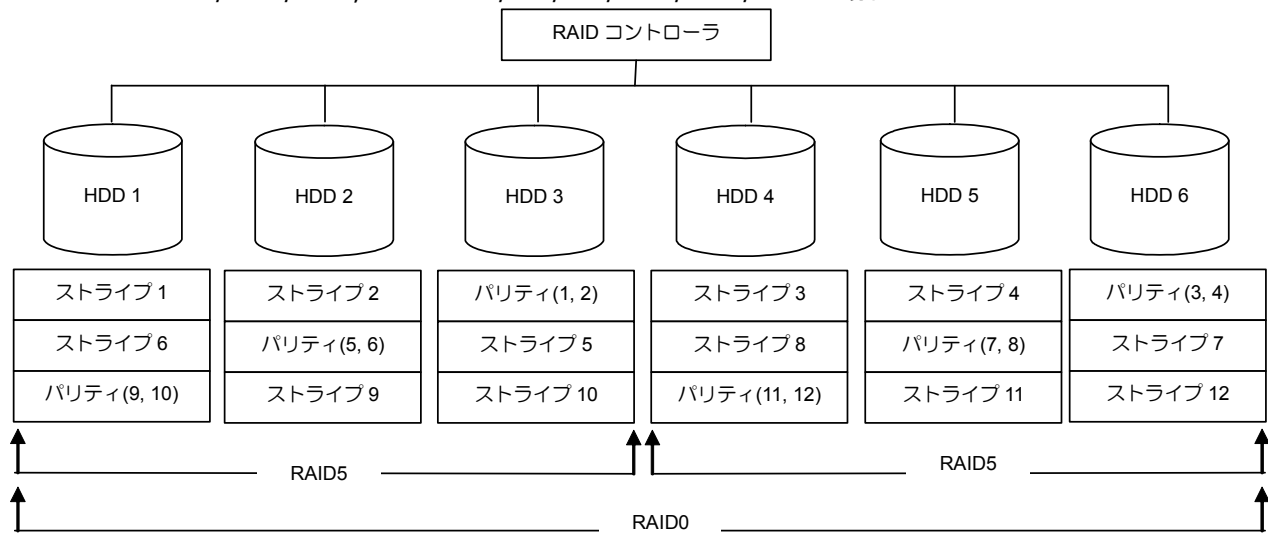 RAID コントローラ
HDD 1 HDD 2 HDD 3 HDD 4 HDD 5 HDD 6
ストライプ 1 ストライプ 2 パリティ(1, 2) ストライプ 3 ストライプ 4 パリティ(3, 4)
ストライプ 6 パリティ(5, 6) ストライプ 5 ストライプ 8 パリティ(7, 8) ストライプ 7
パリティ(9, 10) ストライプ 9 ストライプ 10 パリティ(11, 12) ストライプ 11 ストライプ 12
RAID5 RAID5
RAID0